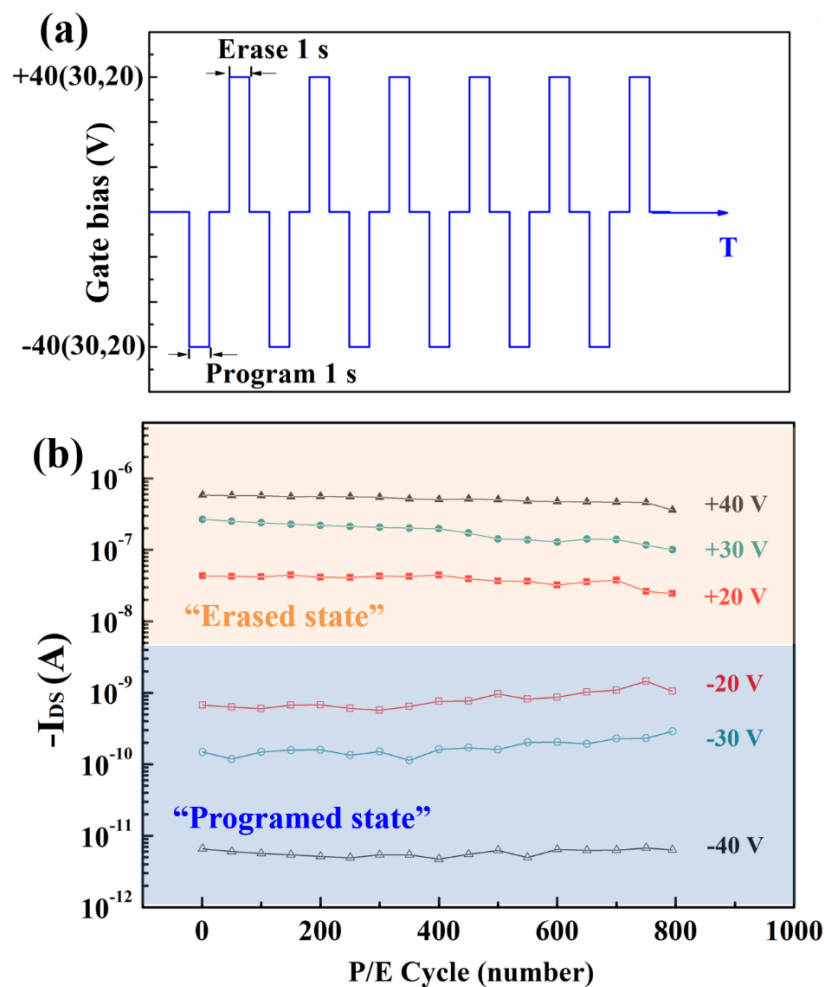 (a)
Erase 1 s
+40(30,20)
Gate bias (V)
T
-40(30,20)
Program 1 s
(b)
10⁻⁶
+40 V
10⁻⁷
+30 V
+20 V
10⁻⁸
“Erased state”
-I_DS (A)
10⁻⁹
-20 V
-30 V
10⁻¹⁰
“Programed state”
10⁻¹¹
-40 V
10⁻¹²
0 200 400 600 800 1000
P/E Cycle (number)